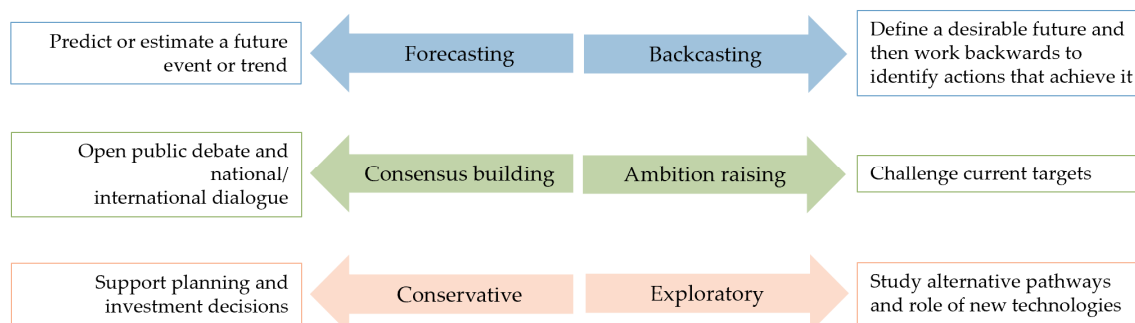 Predict or estimate a future
event or trend
Forecasting
Backcasting
Define a desirable future and
then work backwards to
identify actions that achieve it
Open public debate and
national/
international dialogue
Consensus building
Ambition raising
Challenge current targets
Support planning and
investment decisions
Conservative
Exploratory
Study alternative pathways
and role of new technologies